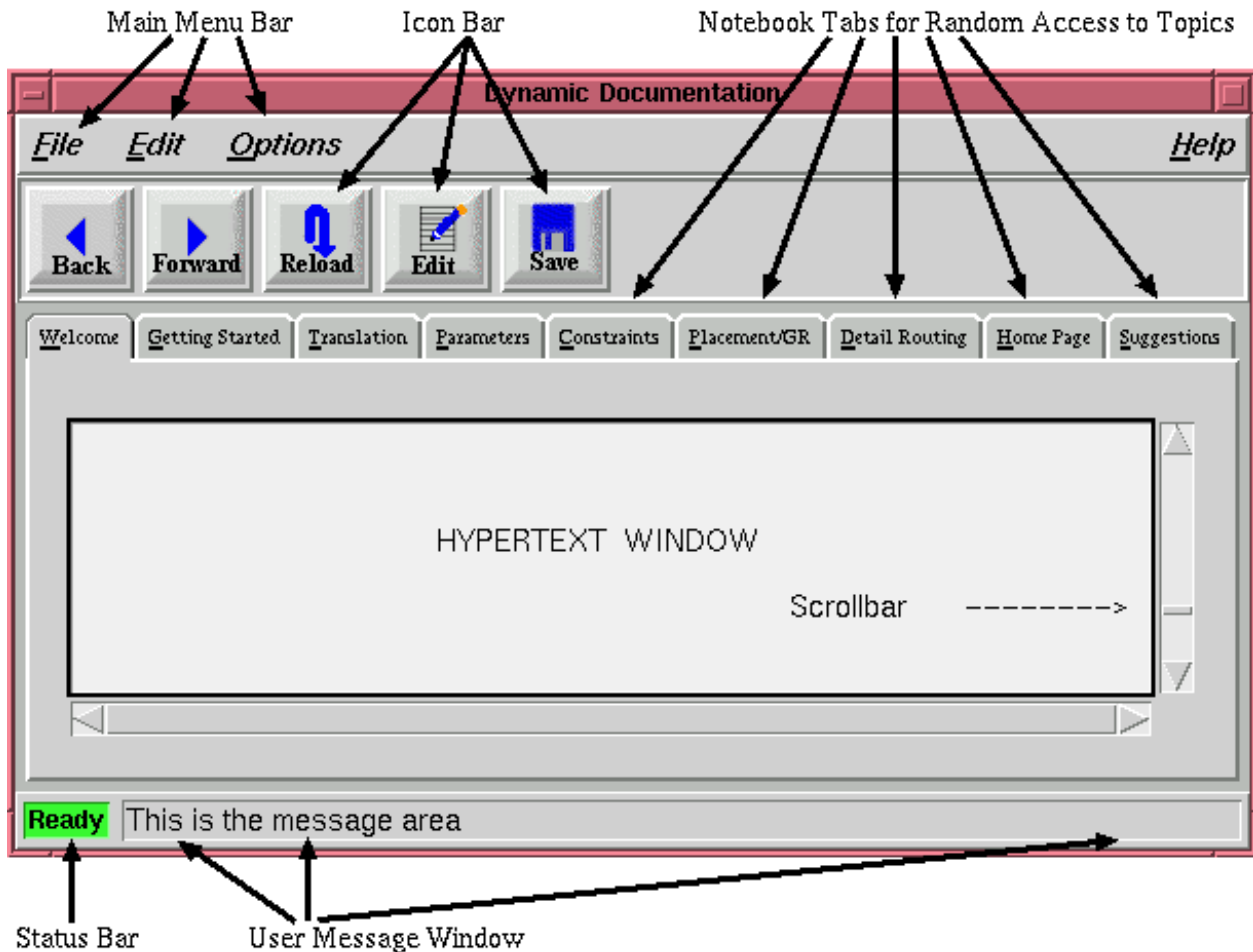 Main Menu Bar Icon Bar Notebook Tabs for Random Access to Topics
Dynamic Documentation
File Edit Options Help
Back Forward Reload Edit Save
Welcome Getting Started Translation Parameters Constraints Placement/GR Detail Routing Home Page Suggestions
HYPERTEXT WINDOW
Scrollbar -------->
Ready This is the message area
Status Bar User Message Window